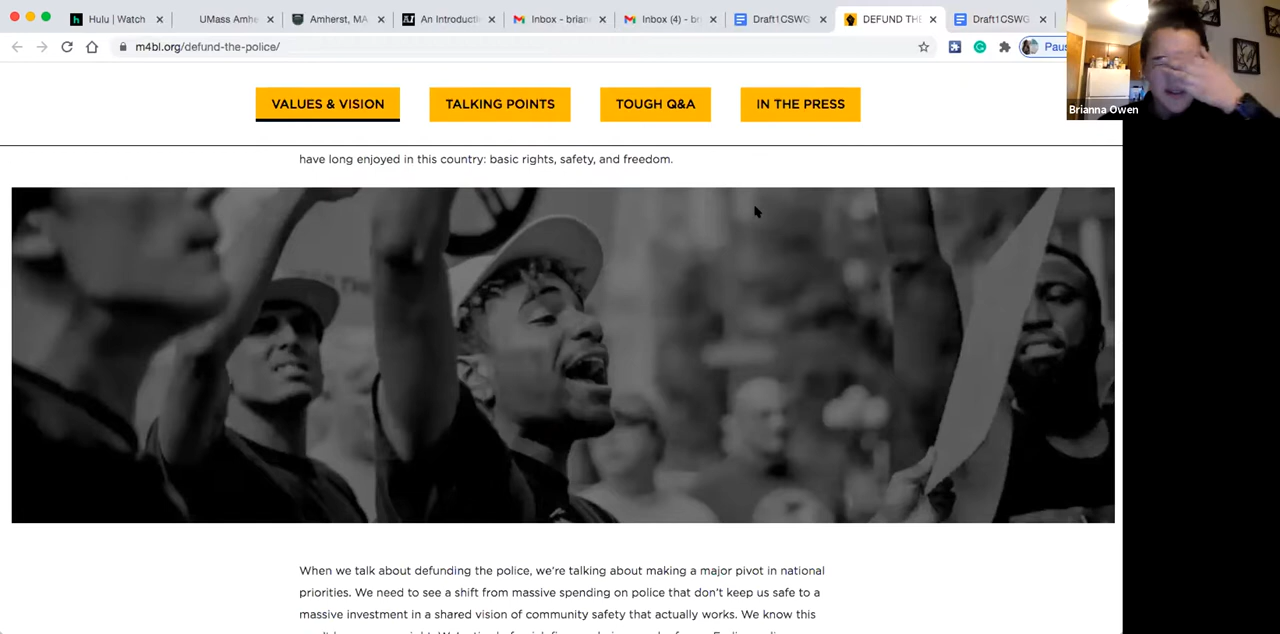 Hulu | Watch
UMass Amhe
Amherst, MA
An Introducti
Inbox - brian
Inbox (4) - br
Draft1CSWG
DEFUND THE
Draft1CSWG
m4bl.org/defund-the-police/
Paus
Brianna Owen
VALUES & VISION
TALKING POINTS
TOUGH Q&A
IN THE PRESS
have long enjoyed in this country: basic rights, safety, and freedom.
When we talk about defunding the police, we're talking about making a major pivot in national
priorities. We need to see a shift from massive spending on police that don't keep us safe to a
massive investment in a shared vision of community safety that actually works. We know this